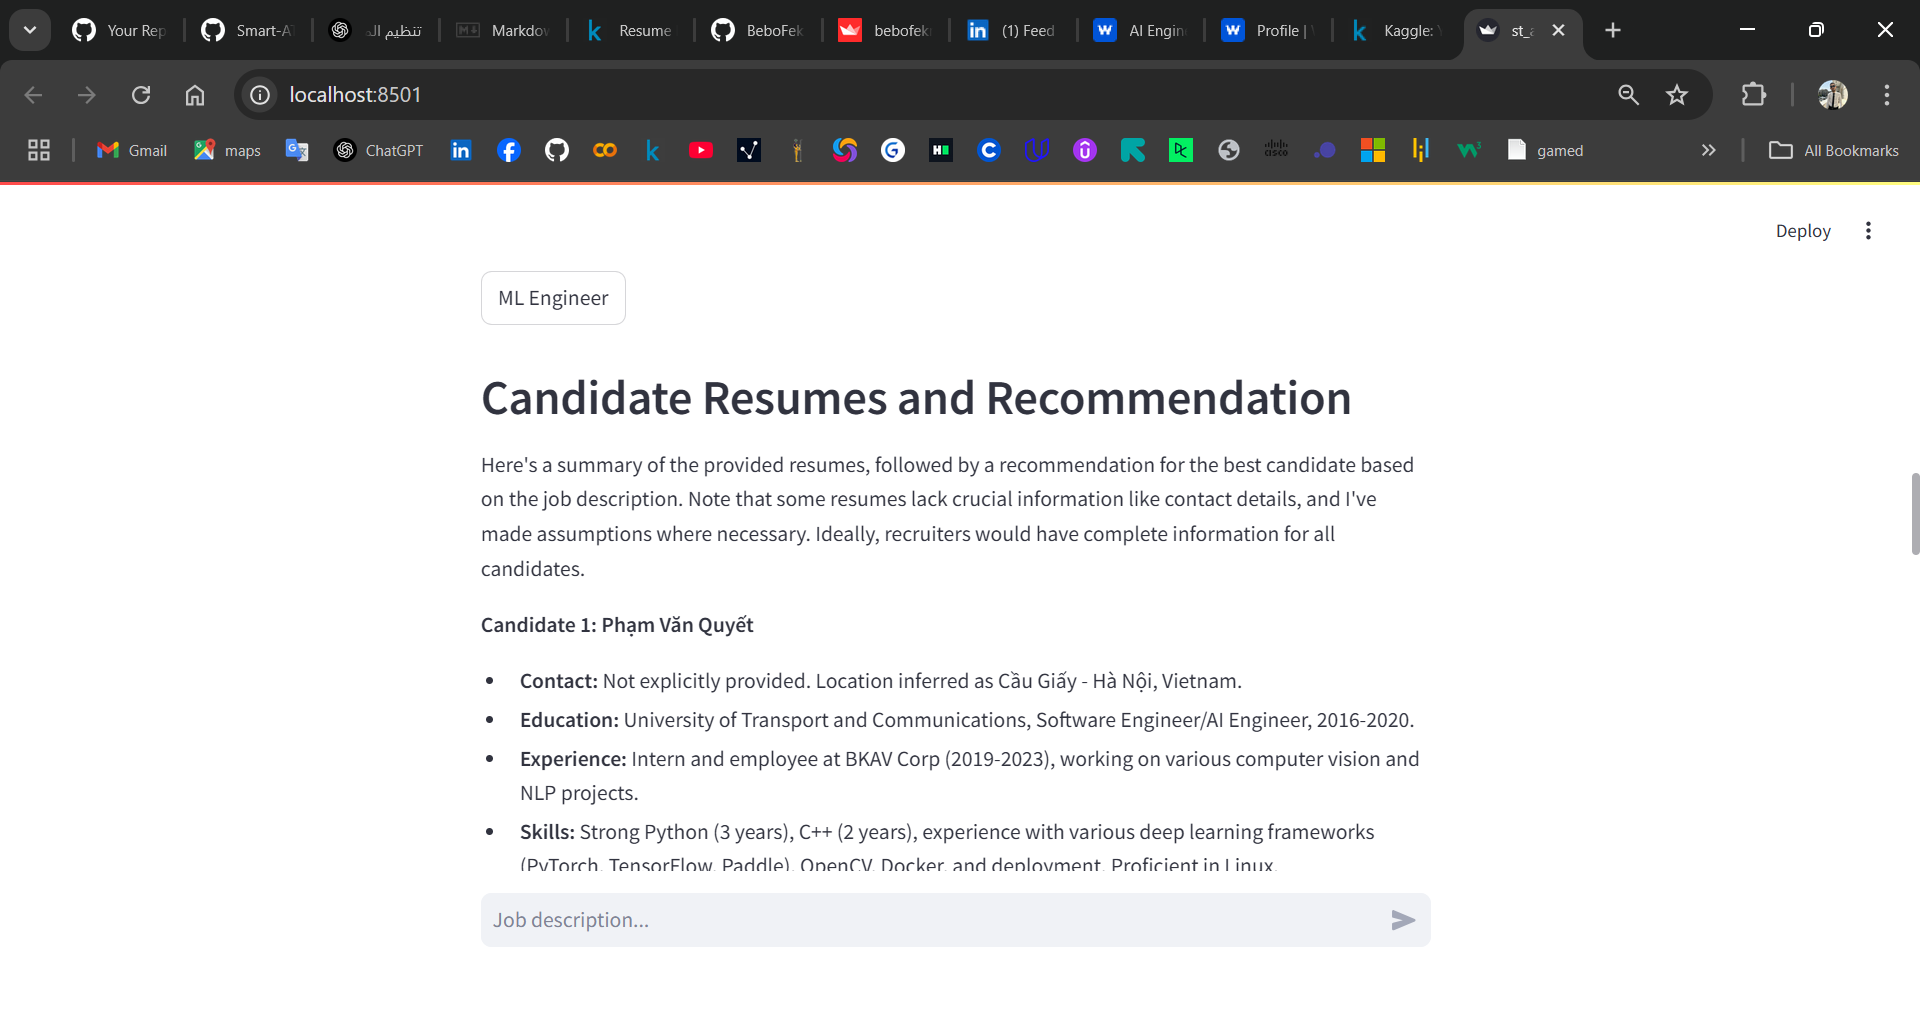 Your Rep
Smart-A
تنظيم الم
Markdo
Resume
BeboFek
bebofek
(1) Feed
AI Engin
Profile |
Kaggle:
st_
localhost:8501
Gmail
maps
ChatGPT
gamed
All Bookmarks
Deploy
ML Engineer
Candidate Resumes and Recommendation
Here's a summary of the provided resumes, followed by a recommendation for the best candidate based
on the job description. Note that some resumes lack crucial information like contact details, and I've
made assumptions where necessary. Ideally, recruiters would have complete information for all
candidates.
Candidate 1: Phạm Văn Quyết
• Contact: Not explicitly provided. Location inferred as Cầu Giấy - Hà Nội, Vietnam.
• Education: University of Transport and Communications, Software Engineer/AI Engineer, 2016-2020.
• Experience: Intern and employee at BKAV Corp (2019-2023), working on various computer vision and
NLP projects.
• Skills: Strong Python (3 years), C++ (2 years), experience with various deep learning frameworks
(PyTorch, TensorFlow, Paddle), OpenCV, Docker, and deployment. Proficient in Linux.
Job description...